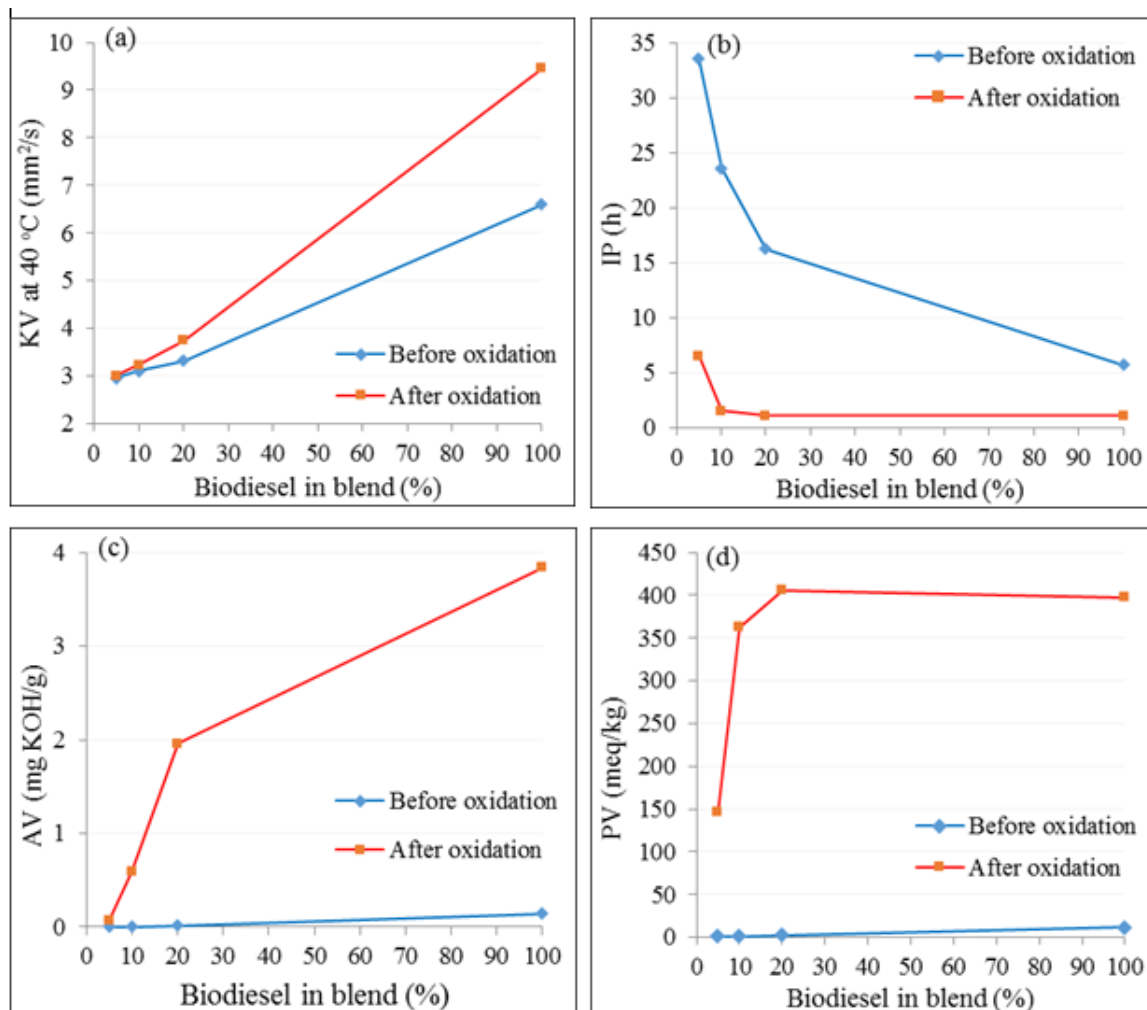 (a)
10
9
8
7
6
5
4
3
2
KV at 40 °C (mm²/s)
Before oxidation
After oxidation
0 10 20 30 40 50 60 70 80 90 100
Biodiesel in blend (%)
(b)
35
30
25
20
15
10
5
0
IP (h)
Before oxidation
After oxidation
0 10 20 30 40 50 60 70 80 90 100
Biodiesel in blend (%)
(c)
4
3
2
1
0
AV (mg KOH/g)
Before oxidation
After oxidation
0 10 20 30 40 50 60 70 80 90 100
Biodiesel in blend (%)
(d)
450
400
350
300
250
200
150
100
50
0
PV (meq/kg)
Before oxidation
After oxidation
0 10 20 30 40 50 60 70 80 90 100
Biodiesel in blend (%)